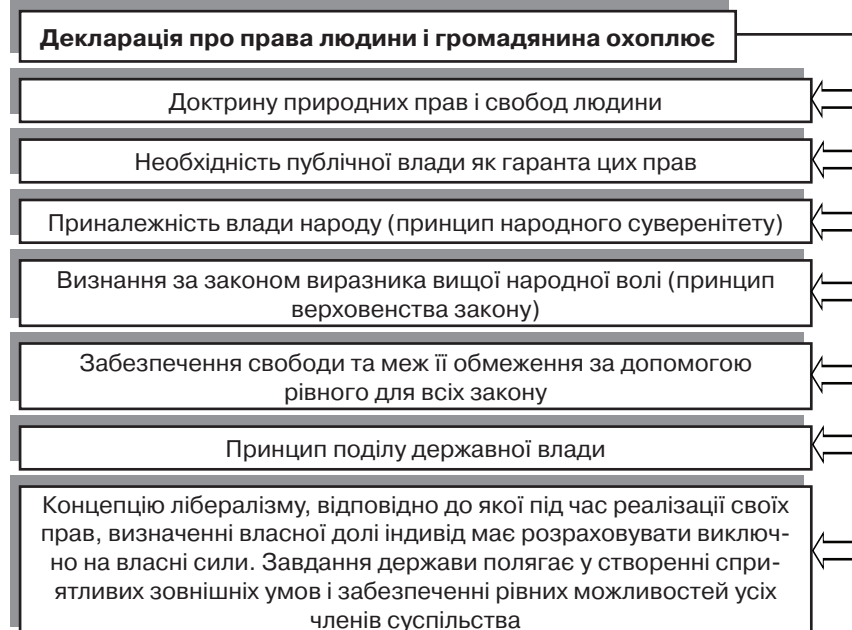 Декларація про права людини і громадянина охоплює
Доктрину природних прав і свобод людини
Необхідність публічної влади як гаранта цих прав
Приналежність влади народу (принцип народного суверенітету)
Визнання за законом виразника вищої народної волі (принцип
верховенства закону)
Забезпечення свободи та меж її обмеження за допомогою
рівного для всіх закону
Принцип поділу державної влади
Концепцію лібералізму, відповідно до якої під час реалізації своїх
прав, визначенні власної долі індивід має розраховувати виключ-
но на власні сили. Завдання держави полягає у створенні спри-
ятливих зовнішніх умов і забезпеченні рівних можливостей усіх
членів суспільства